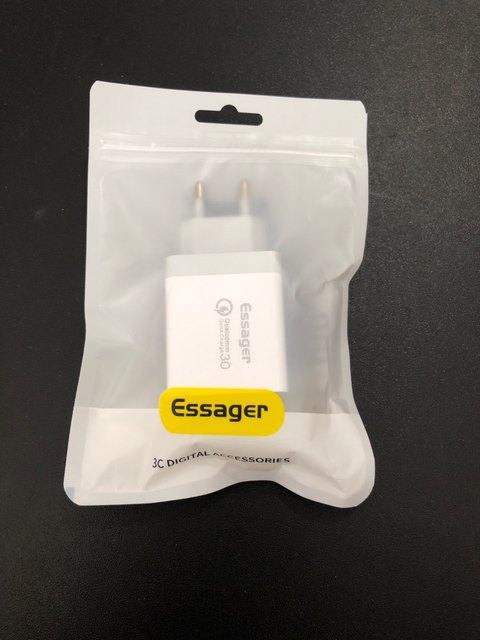 Essager
Qualcomm
Quick Charge 3.0
Essager
3C DIGITAL ACCESSORIES